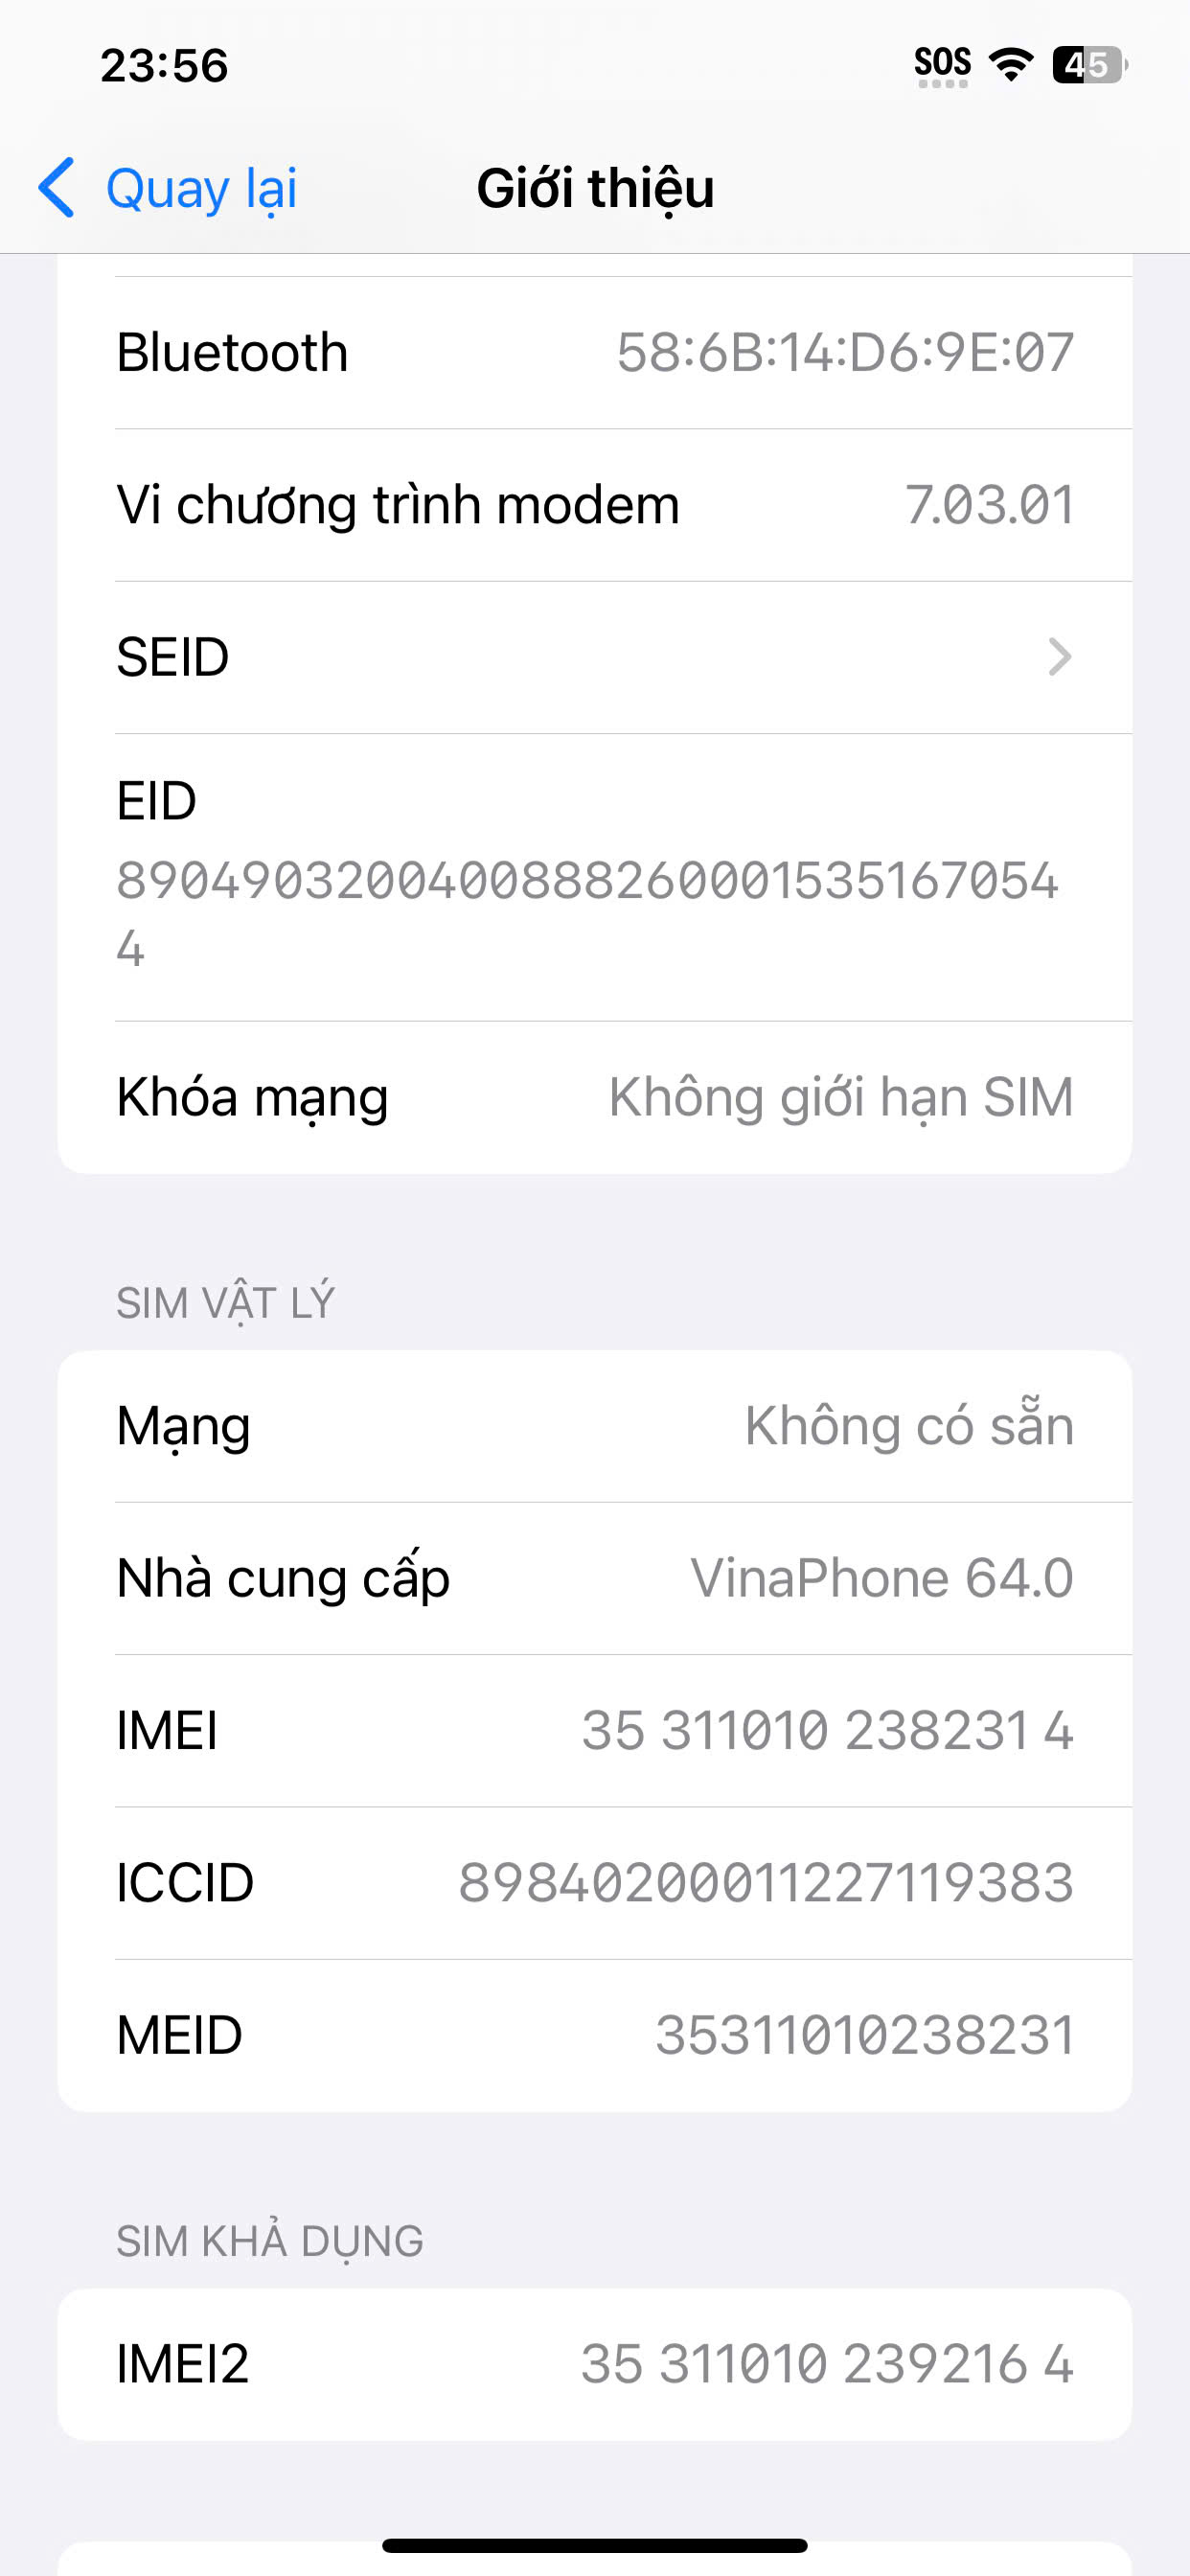 23:56 SOS 45
Quay lại Giới thiệu
Bluetooth 58:6B:14:D6:9E:07
Vi chương trình modem 7.03.01
SEID
EID
8904903200400888260001535167054
4
Khóa mạng Không giới hạn SIM
SIM VẬT LÝ
Mạng Không có sẵn
Nhà cung cấp VinaPhone 64.0
IMEI 35 311010 238231 4
ICCID 89840200011227119383
MEID 35311010238231
SIM KHẢ DỤNG
IMEI2 35 311010 239216 4